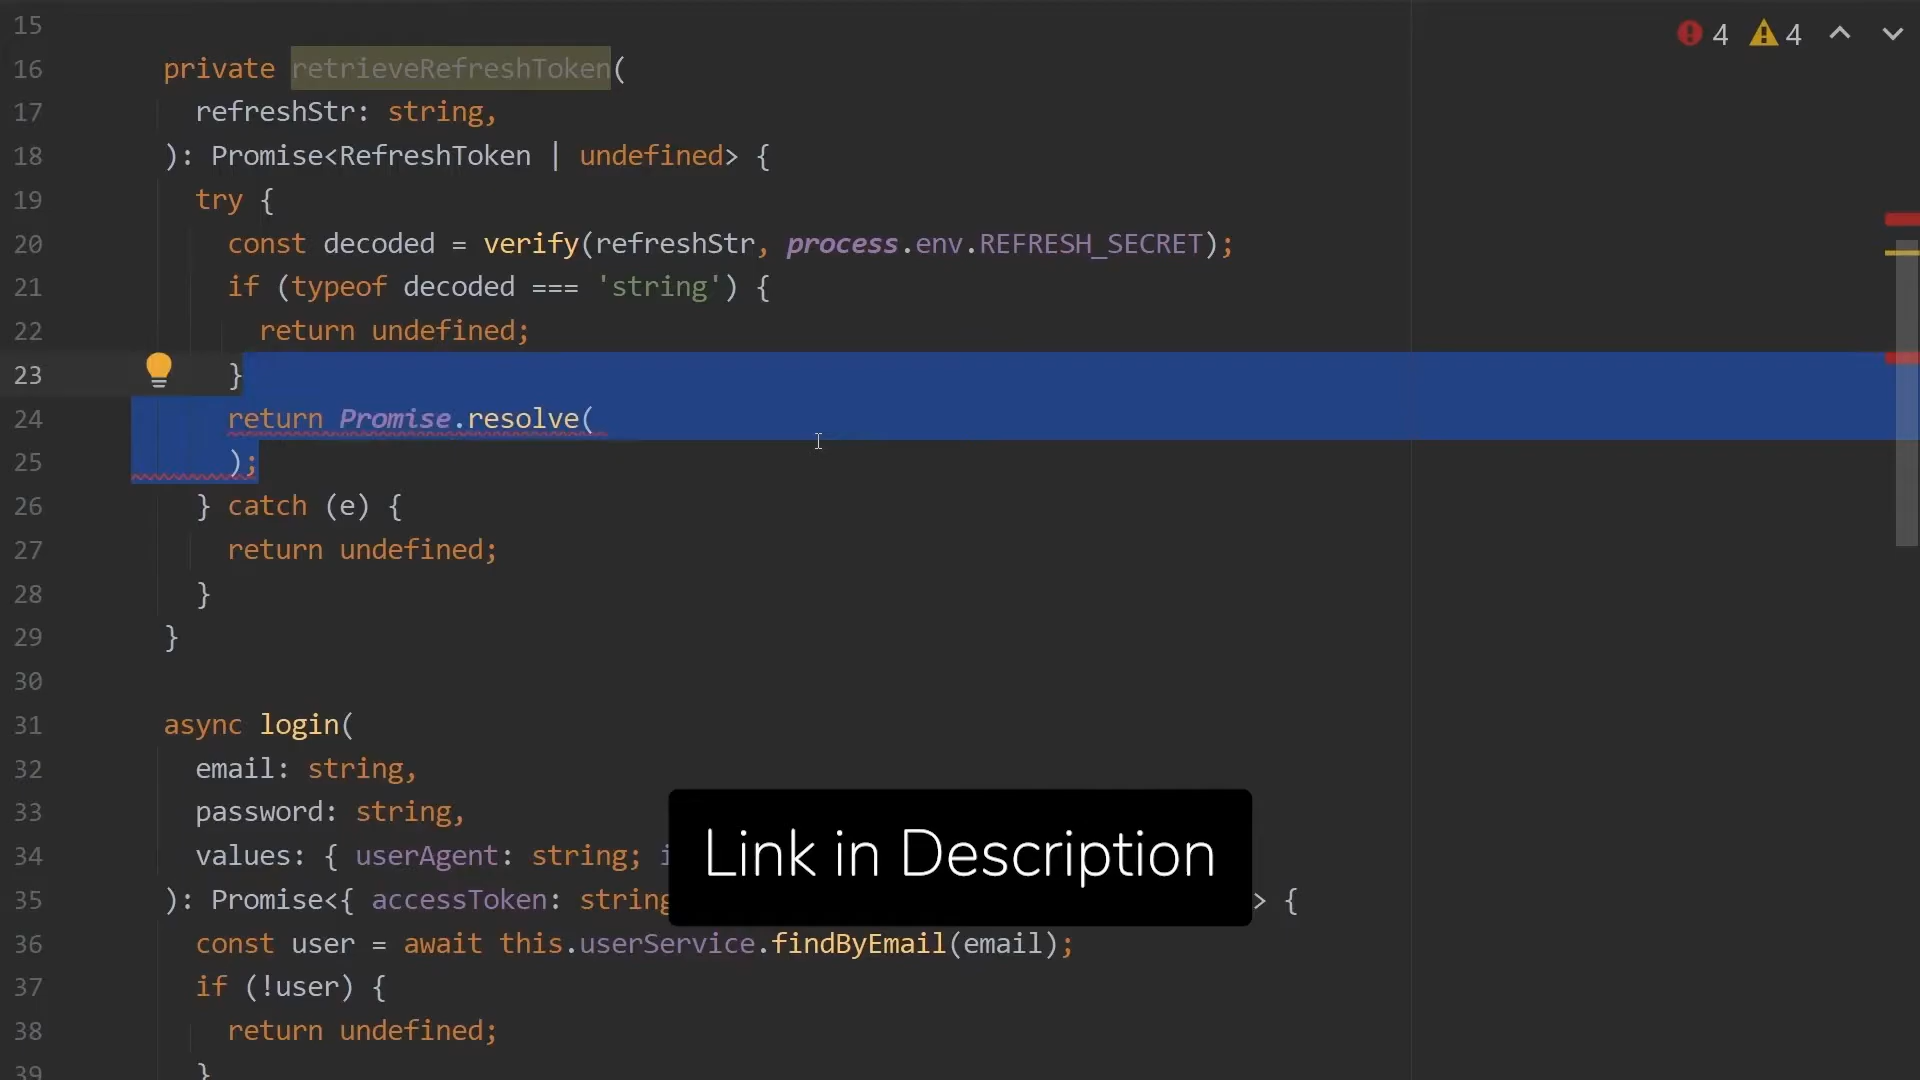 4 4
15
16 private retrieveRefreshToken(
17 refreshStr: string,
18 ): Promise<RefreshToken | undefined> {
19 try {
20 const decoded = verify(refreshStr, process.env.REFRESH_SECRET);
21 if (typeof decoded === 'string') {
22 return undefined;
23 }
24 return Promise.resolve(
25 );
26 } catch (e) {
27 return undefined;
28 }
29 }
30
31 async login(
32 email: string,
33 password: string,
34 values: { userAgent: string; i
35 ): Promise<{ accessToken: string > {
36 const user = await this.userService.findByEmail(email);
37 if (!user) {
38 return undefined;
39 }
Link in Description